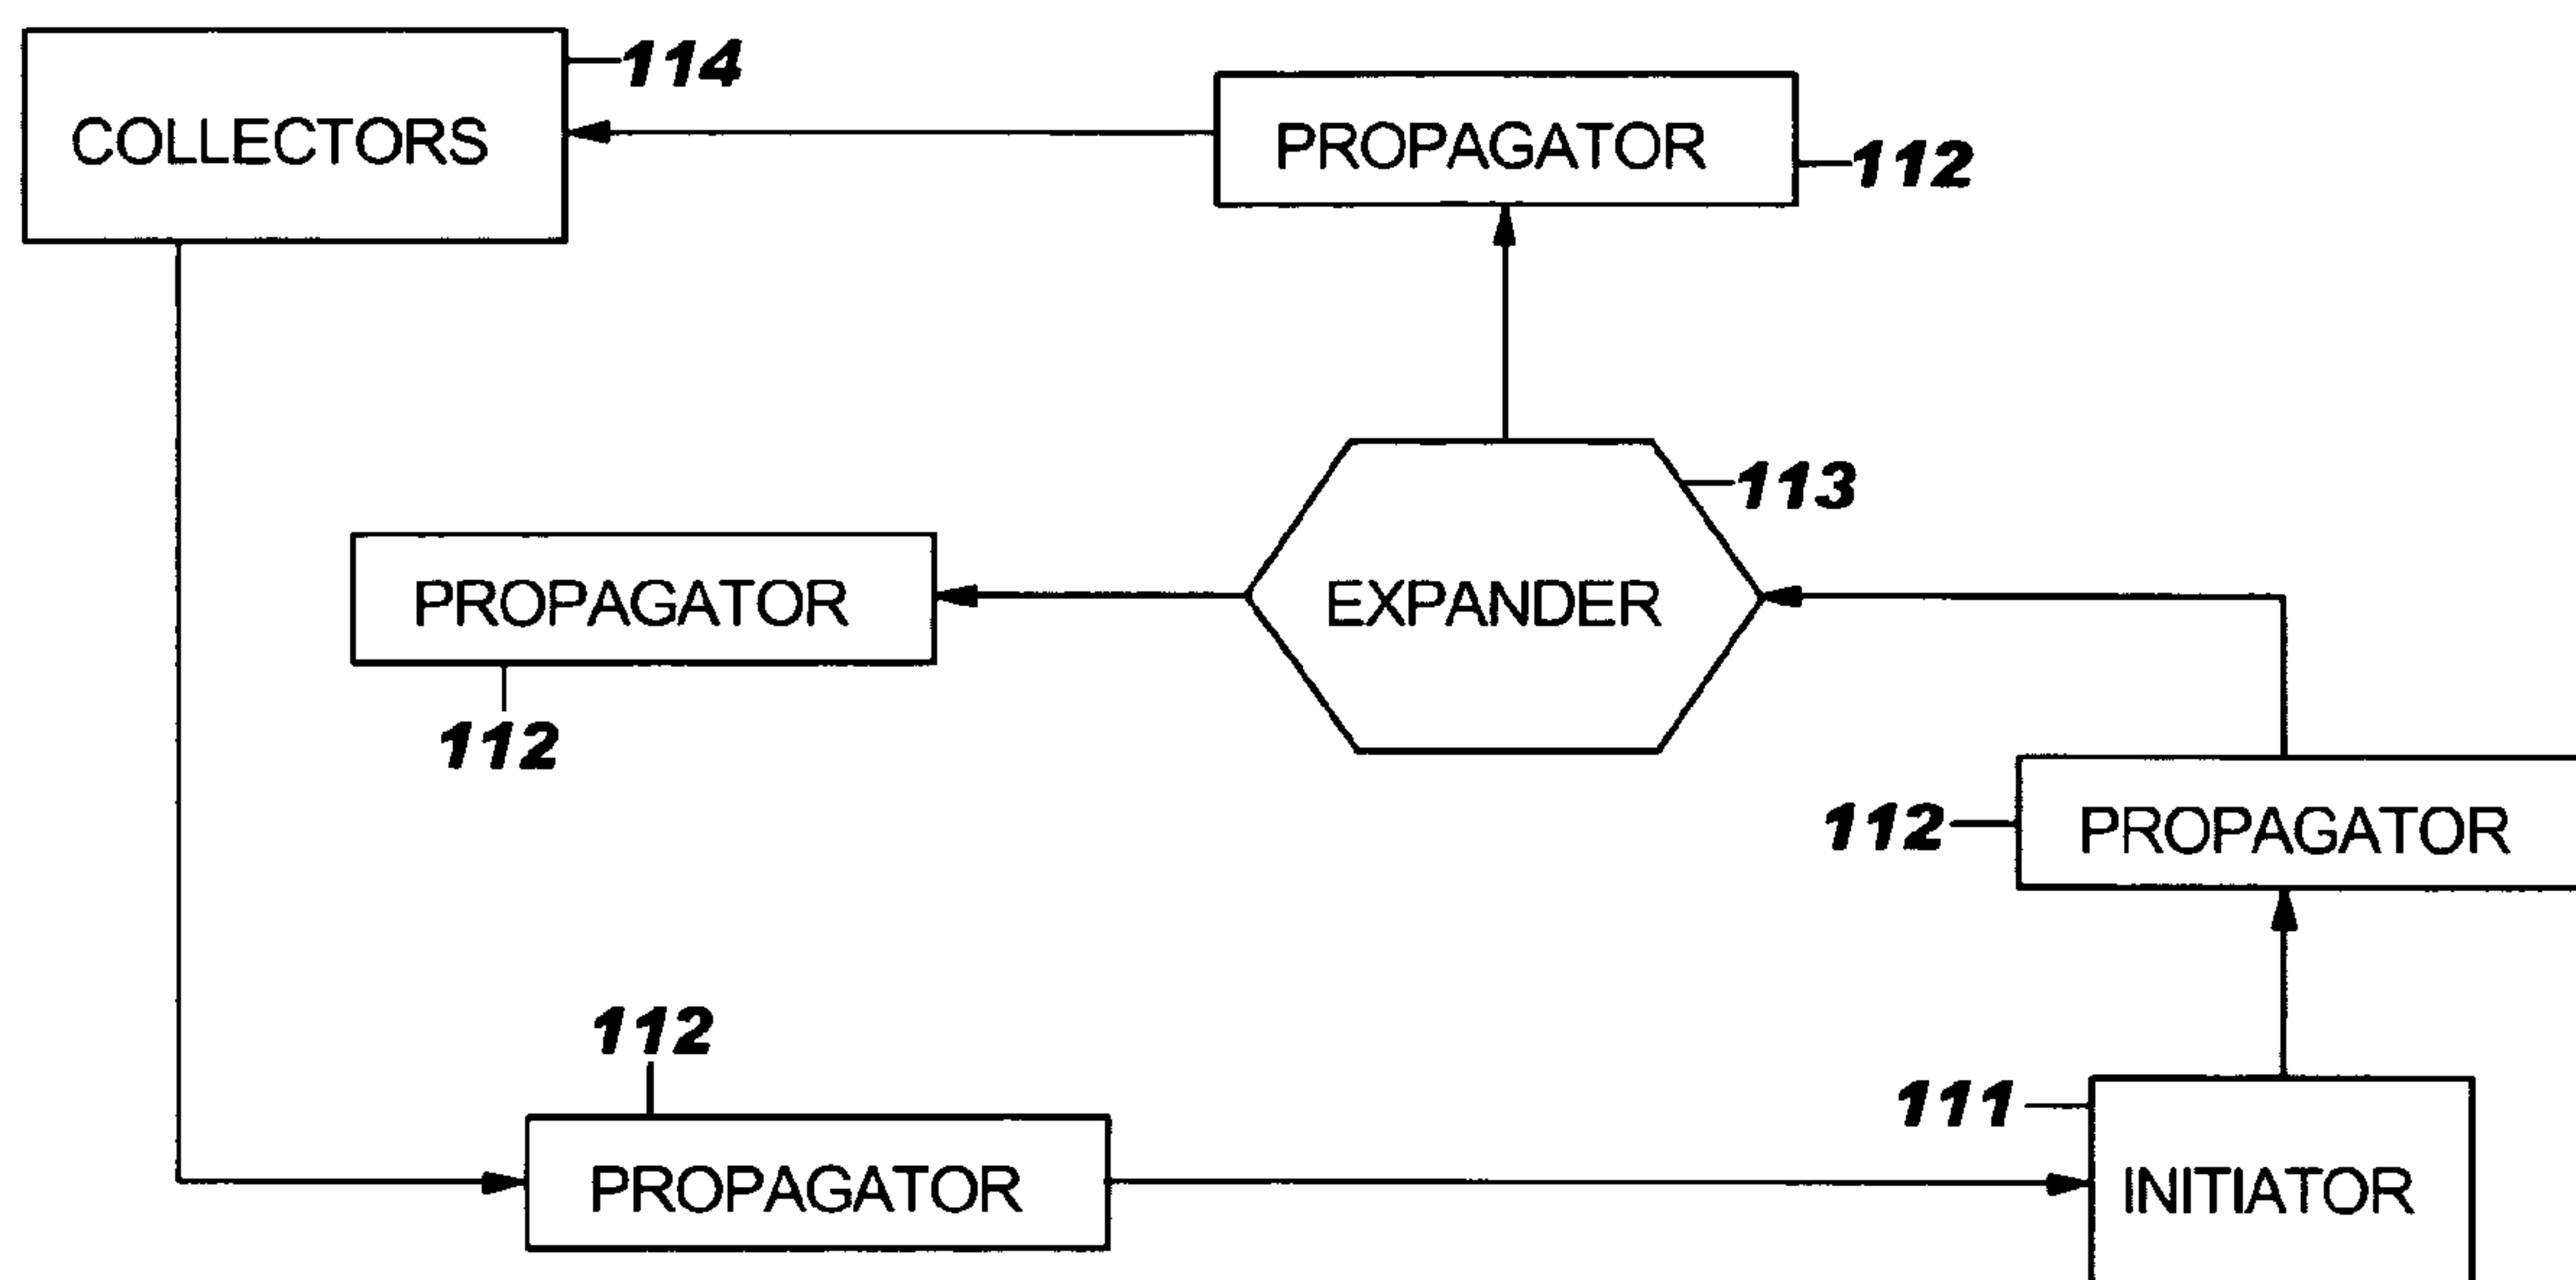 114
COLLECTORS
PROPAGATOR
112
113
PROPAGATOR
EXPANDER
112
112
PROPAGATOR
112
111
PROPAGATOR
INITIATOR